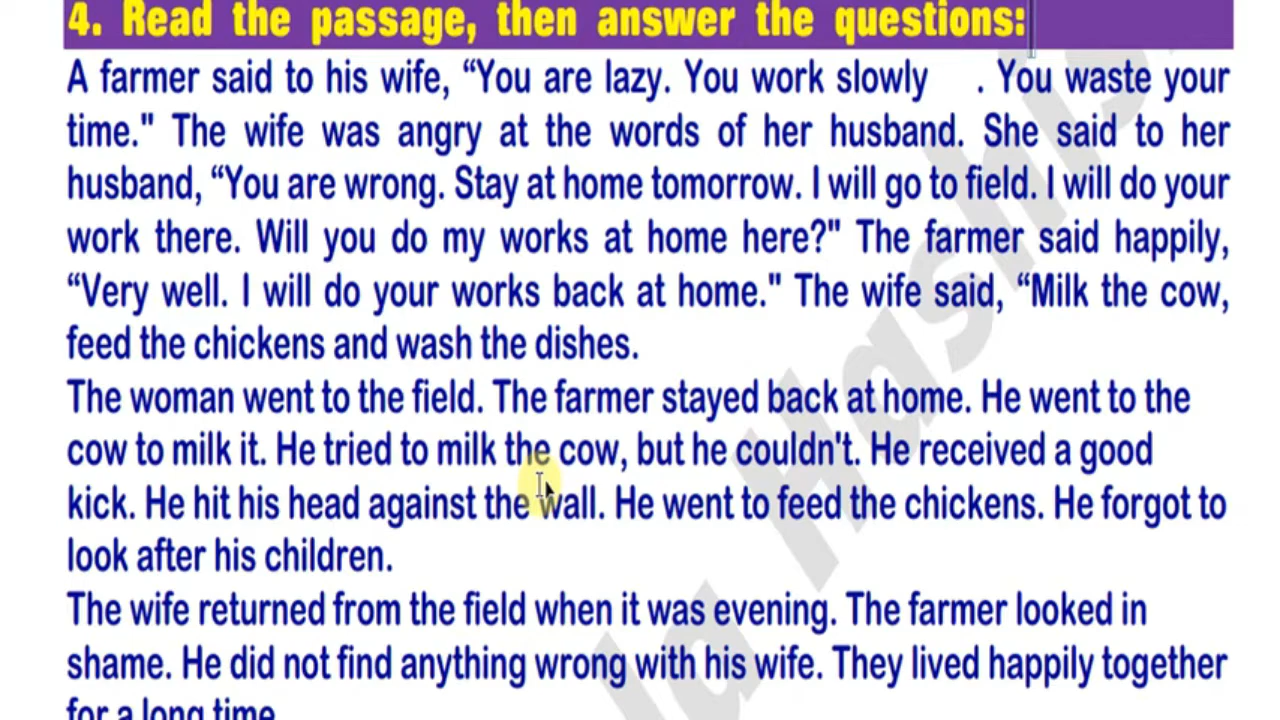 4. Read the passage, then answer the questions:
A farmer said to his wife, “You are lazy. You work slowly . You waste your
time." The wife was angry at the words of her husband. She said to her
husband, “You are wrong. Stay at home tomorrow. I will go to field. I will do your
work there. Will you do my works at home here?" The farmer said happily,
“Very well. I will do your works back at home." The wife said, “Milk the cow,
feed the chickens and wash the dishes.
The woman went to the field. The farmer stayed back at home. He went to the
cow to milk it. He tried to milk the cow, but he couldn't. He received a good
kick. He hit his head against the wall. He went to feed the chickens. He forgot to
look after his children.
The wife returned from the field when it was evening. The farmer looked in
shame. He did not find anything wrong with his wife. They lived happily together
for a long time.